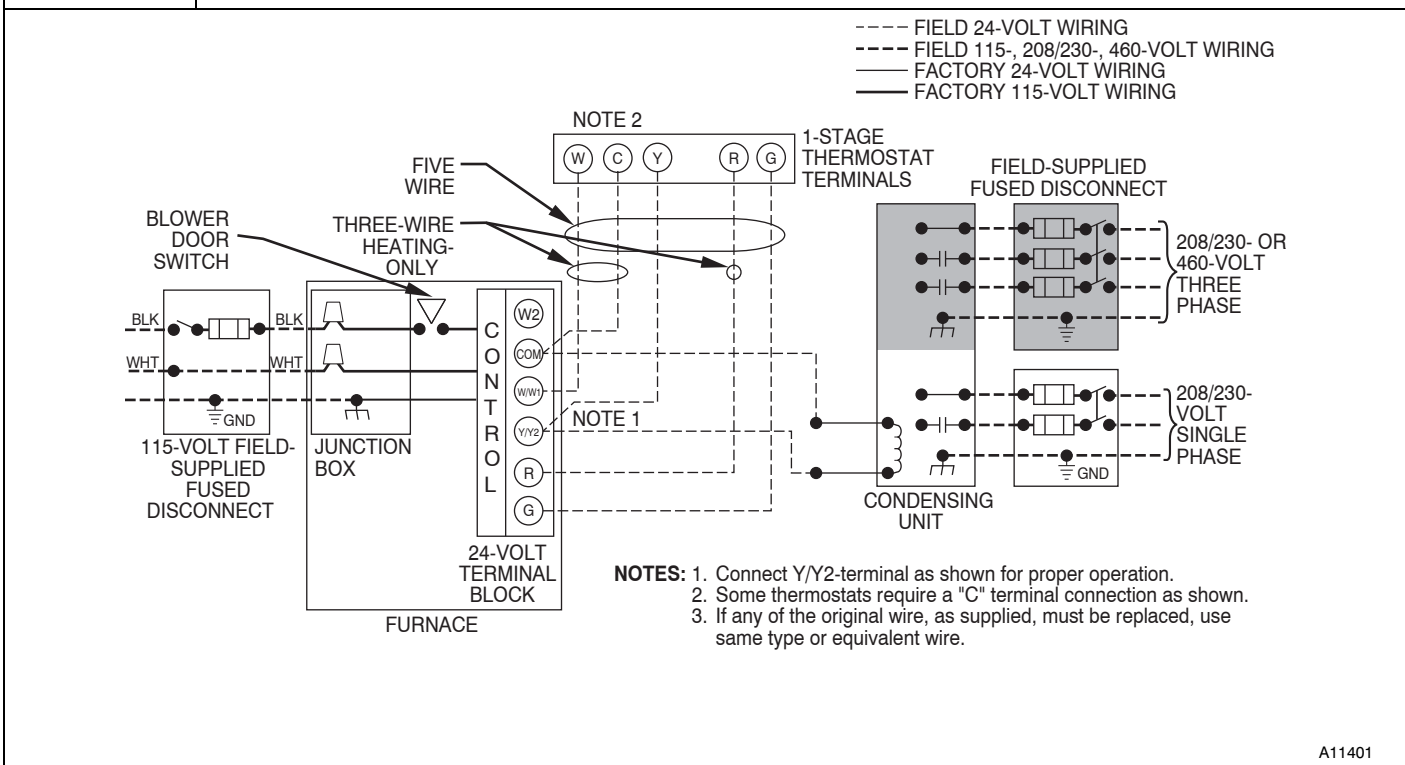 FIELD 24-VOLT WIRING
FIELD 115-, 208/230-, 460-VOLT WIRING
FACTORY 24-VOLT WIRING
FACTORY 115-VOLT WIRING
NOTE 2
W C Y R G
1-STAGE
THERMOSTAT
TERMINALS
FIVE
WIRE
THREE-WIRE
HEATING-
ONLY
BLOWER
DOOR
SWITCH
FIELD-SUPPLIED
FUSED DISCONNECT
208/230- OR
460-VOLT
THREE
PHASE
BLK
BLK
WHT
WHT
GND
115-VOLT FIELD-
SUPPLIED
FUSED
DISCONNECT
JUNCTION
BOX
CONTROL
W2
COM
W/W1
Y/Y2
R
G
NOTE 1
24-VOLT
TERMINAL
BLOCK
FURNACE
208/230-
VOLT
SINGLE
PHASE
GND
CONDENSING
UNIT
NOTES: 1. Connect Y/Y2-terminal as shown for proper operation.
2. Some thermostats require a "C" terminal connection as shown.
3. If any of the original wire, as supplied, must be replaced, use
same type or equivalent wire.
A11401